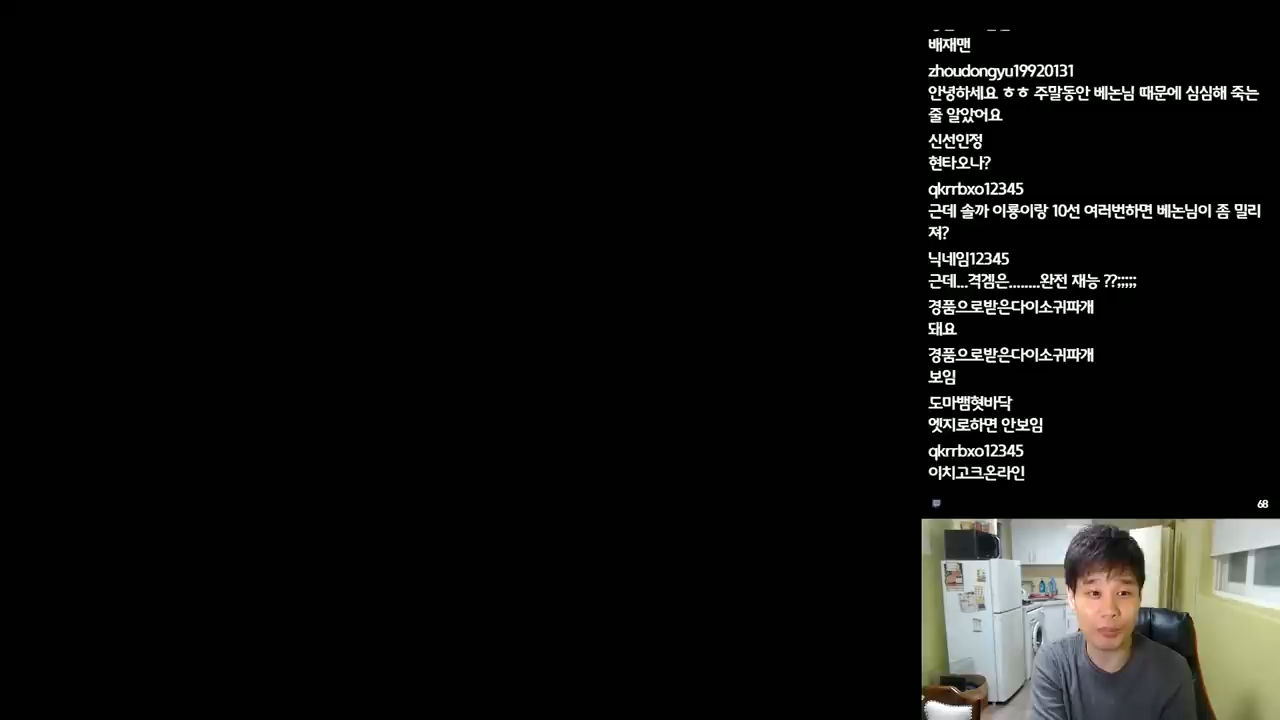 배재맨
zhoudongyu19920131
안녕하세요 ㅎㅎ 주말동안 베논님 때문에 심심해 죽는
줄 알았어요
신선인정
현타오나?
qkrrbxo12345
근데 솔까 이룡이랑 10선 여러번하면 베논님이 좀 밀리
져?
닉네임12345
근데...격겜은........완전 재능 ??;;;;;
경품으로받은다이소귀파개
돼요
경품으로받은다이소귀파개
보임
도마뱀혓바닥
엣지로하면 안보임
qkrrbxo12345
이치고크온라인
68